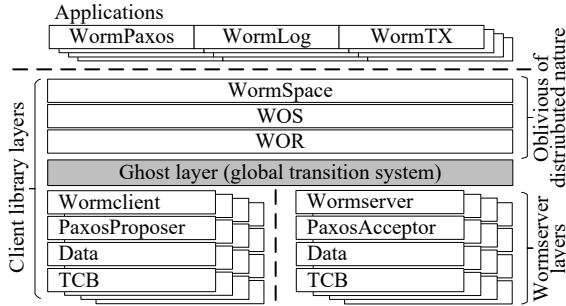 Applications
WormPaxos WormLog WormTX
WormSpace
WOS
WOR
Ghost layer (global transition system)
Wormclient
PaxosProposer
Data
TCB
Wormserver
PaxosAcceptor
Data
TCB
Client library layers
Oblivious of
distriubted nature
Wormserver
layers